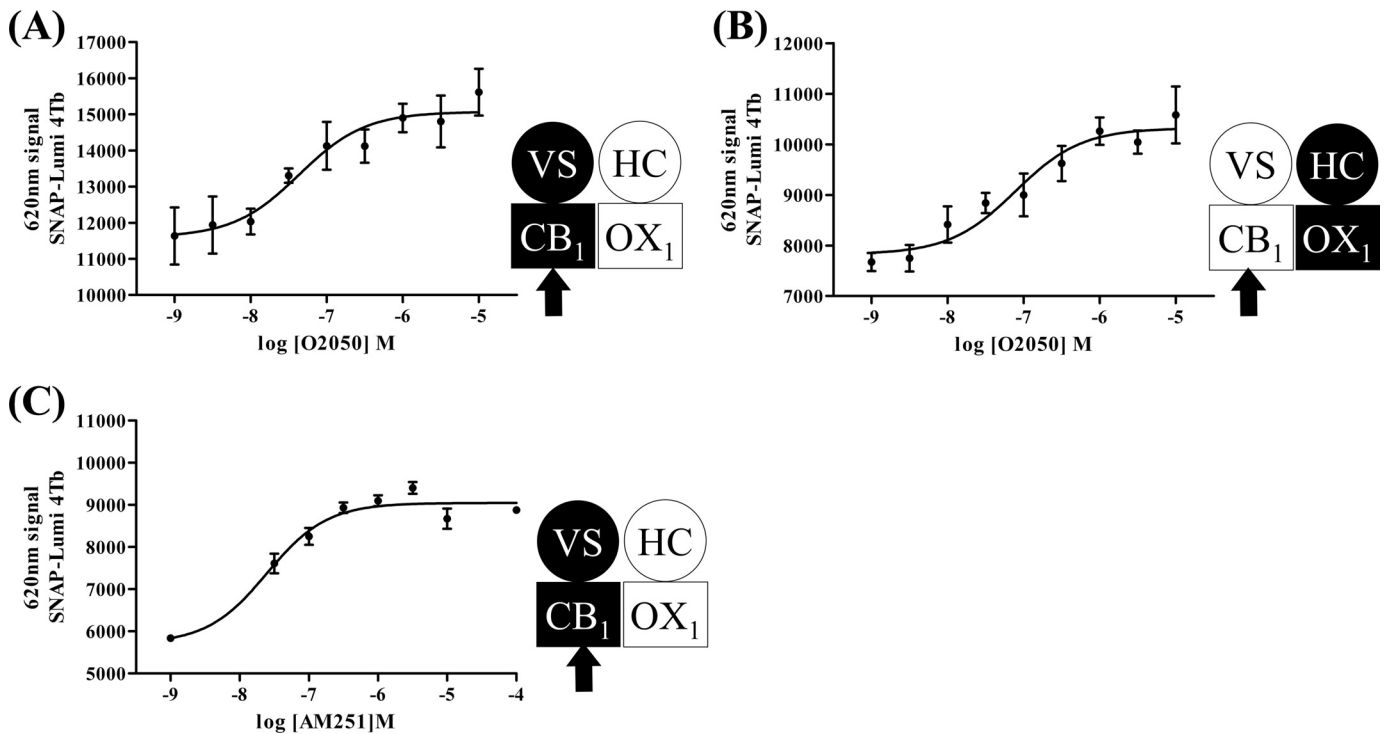 (A)
620nm signal
SNAP-Lumi 4Tb
17000
16000
15000
14000
13000
12000
11000
10000
-9 -8 -7 -6 -5
log [O2050] M
VS HC
CB1 OX1
(B)
620nm signal
SNAP-Lumi 4Tb
12000
11000
10000
9000
8000
7000
-9 -8 -7 -6 -5
log [O2050] M
VS HC
CB1 OX1
(C)
620nm signal
SNAP-Lumi 4Tb
11000
10000
9000
8000
7000
6000
5000
-9 -8 -7 -6 -5 -4
log [AM251]M
VS HC
CB1 OX1